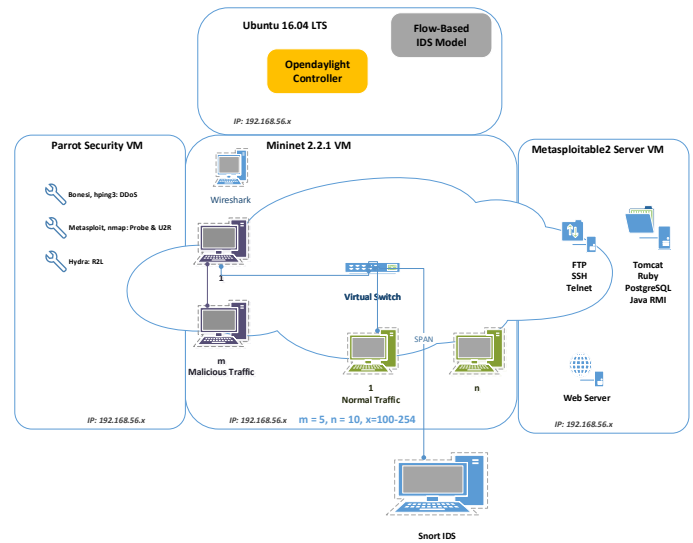 Ubuntu 16.04 LTS
Flow-Based
IDS Model
Opendaylight
Controller
IP: 192.168.56.x
Parrot Security VM
Mininet 2.2.1 VM
Metasploitable2 Server VM
Wireshark
Bonesi, hping3: DDoS
Metasploit, nmap: Probe & U2R
Hydra: R2L
1
Virtual Switch
FTP
SSH
Telnet
Tomcat
Ruby
PostgreSQL
Java RMI
SPAN
m
Malicious Traffic
1
Normal Traffic
n
Web Server
IP: 192.168.56.x
IP: 192.168.56.x
m = 5, n = 10, x=100-254
IP: 192.168.56.x
Snort IDS